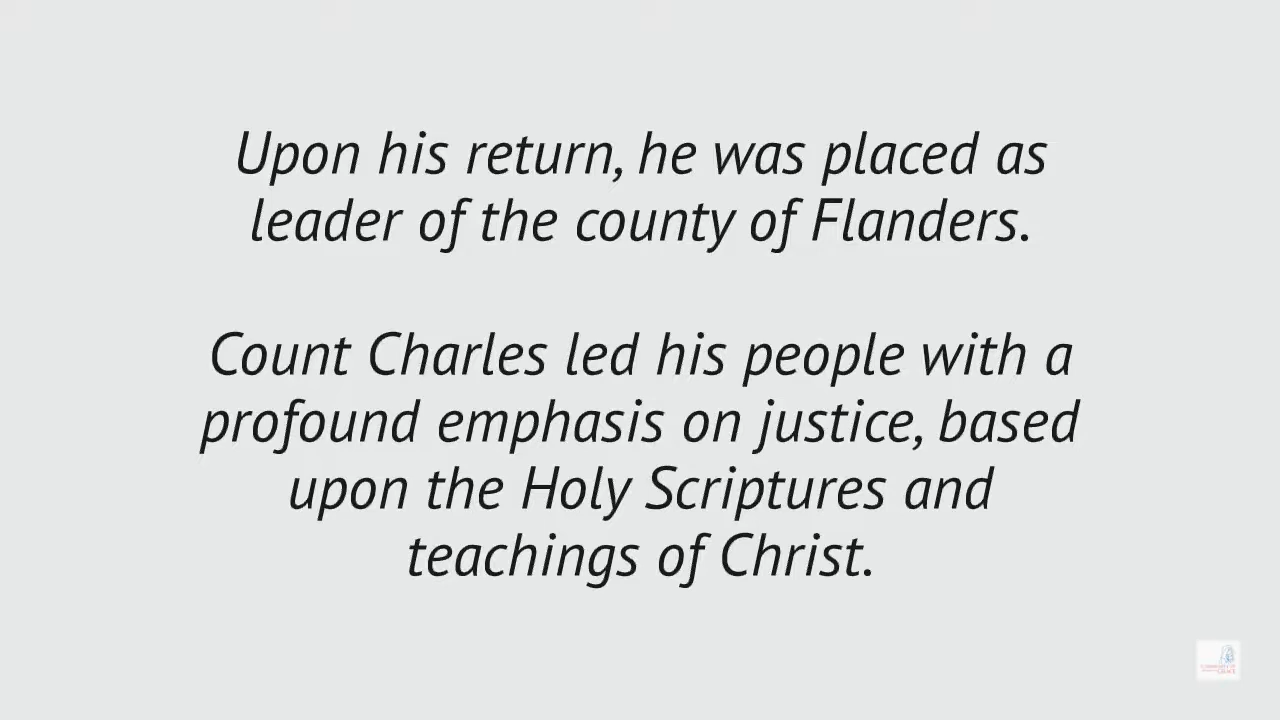 Upon his return, he was placed as
leader of the county of Flanders.
Count Charles led his people with a
profound emphasis on justice, based
upon the Holy Scriptures and
teachings of Christ.